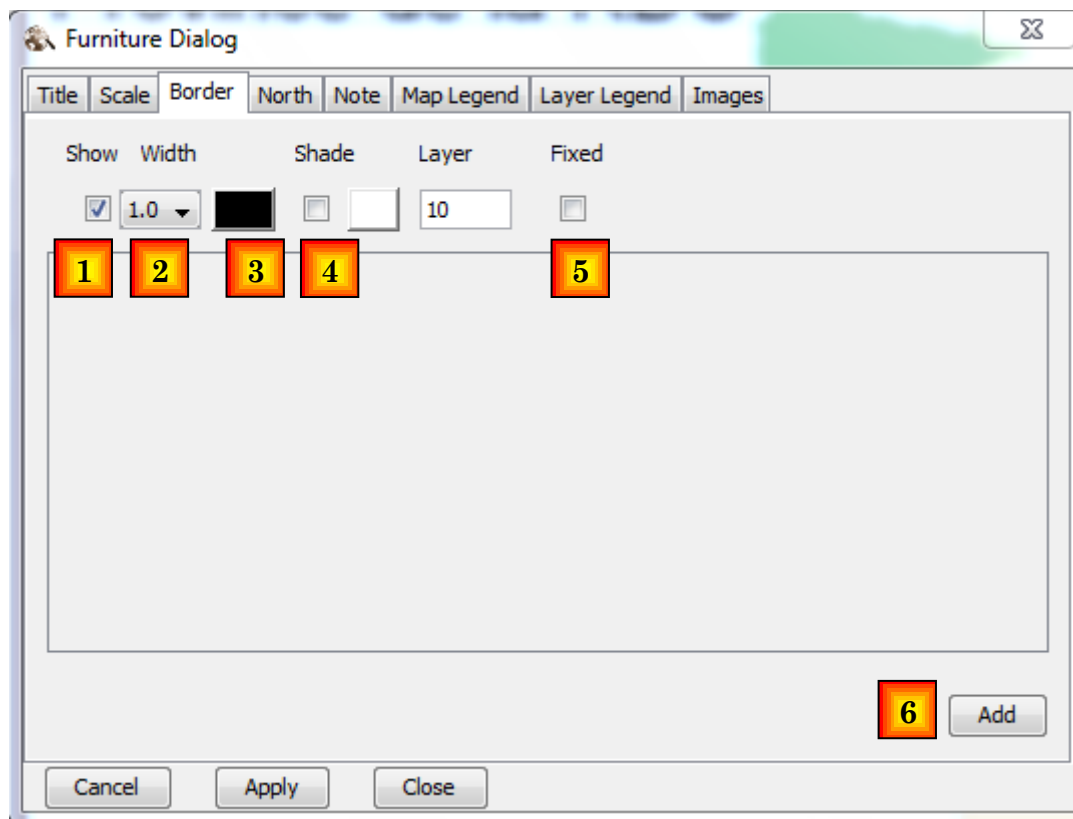 Furniture Dialog
Title Scale Border North Note Map Legend Layer Legend Images
Show Width Shade Layer Fixed
1.0 10
1 2 3 4 5
6 Add
Cancel Apply Close